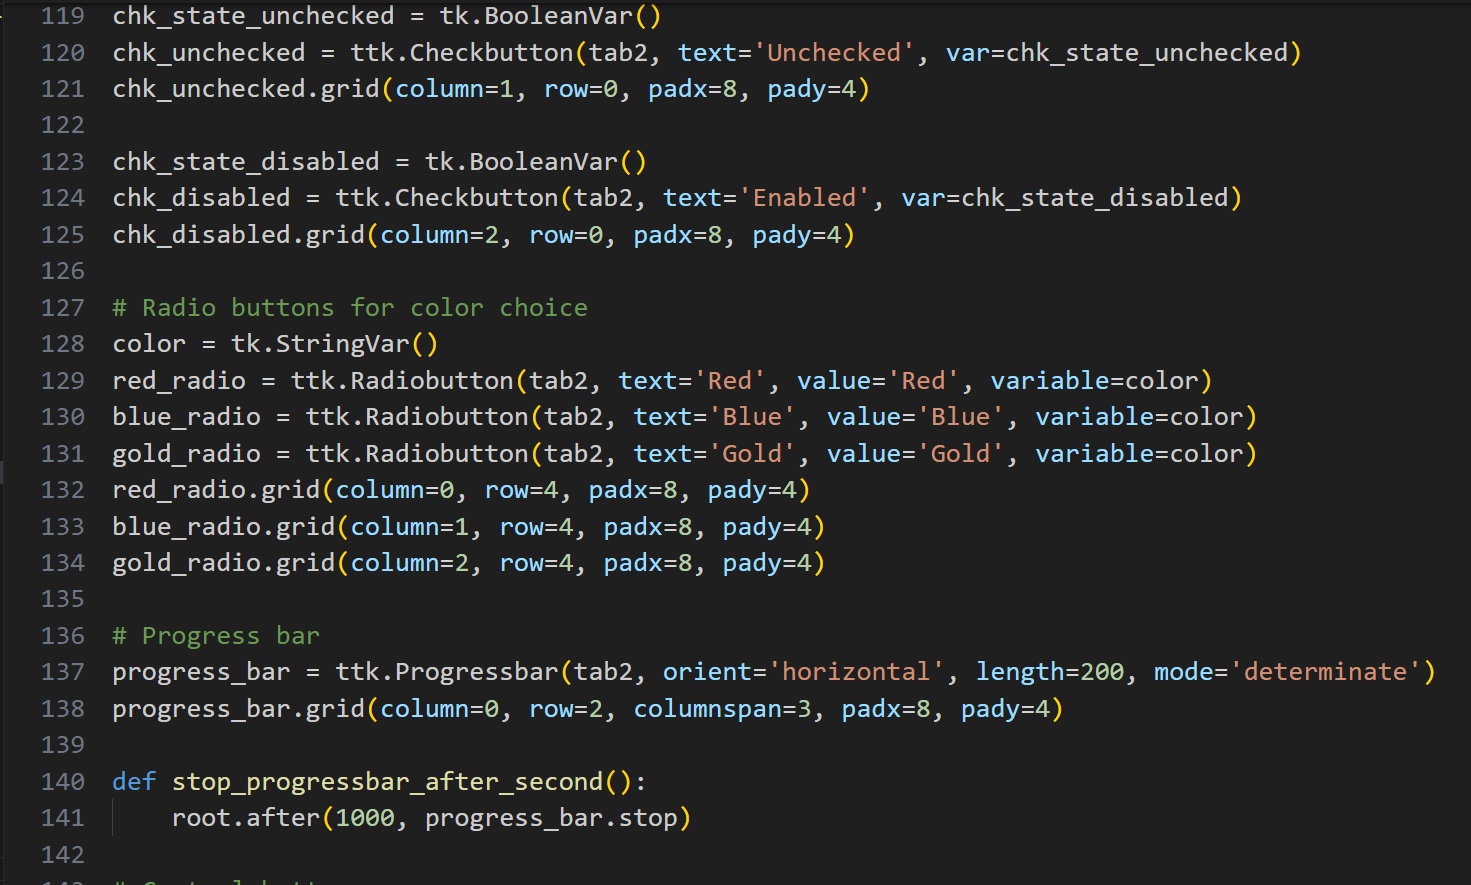 119 chk_state_unchecked = tk.BooleanVar()
120 chk_unchecked = ttk.Checkbutton(tab2, text='Unchecked', var=chk_state_unchecked)
121 chk_unchecked.grid(column=1, row=0, padx=8, pady=4)
122
123 chk_state_disabled = tk.BooleanVar()
124 chk_disabled = ttk.Checkbutton(tab2, text='Enabled', var=chk_state_disabled)
125 chk_disabled.grid(column=2, row=0, padx=8, pady=4)
126
127 # Radio buttons for color choice
128 color = tk.StringVar()
129 red_radio = ttk.Radiobutton(tab2, text='Red', value='Red', variable=color)
130 blue_radio = ttk.Radiobutton(tab2, text='Blue', value='Blue', variable=color)
131 gold_radio = ttk.Radiobutton(tab2, text='Gold', value='Gold', variable=color)
132 red_radio.grid(column=0, row=4, padx=8, pady=4)
133 blue_radio.grid(column=1, row=4, padx=8, pady=4)
134 gold_radio.grid(column=2, row=4, padx=8, pady=4)
135
136 # Progress bar
137 progress_bar = ttk.Progressbar(tab2, orient='horizontal', length=200, mode='determinate')
138 progress_bar.grid(column=0, row=2, columnspan=3, padx=8, pady=4)
139
140 def stop_progressbar_after_second():
141     root.after(1000, progress_bar.stop)
142